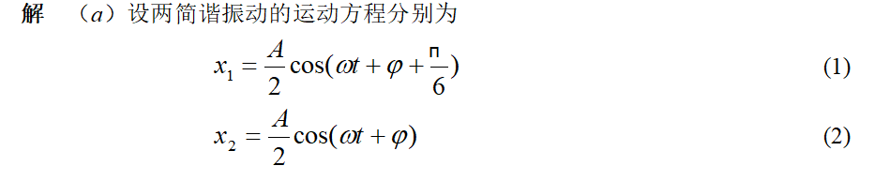 解 （a）设两简谐振动的运动方程分别为
x₁ = A/2 cos(ωt + φ + π/6) (1)
x₂ = A/2 cos(ωt + φ) (2)